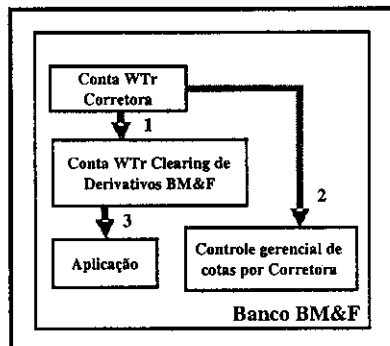 Conta WTr
Corretora
1
Conta WTr Clearing de
Derivativos BM&F
2
3
Aplicação
Controle gerencial de
cotas por Corretora
Banco BM&F